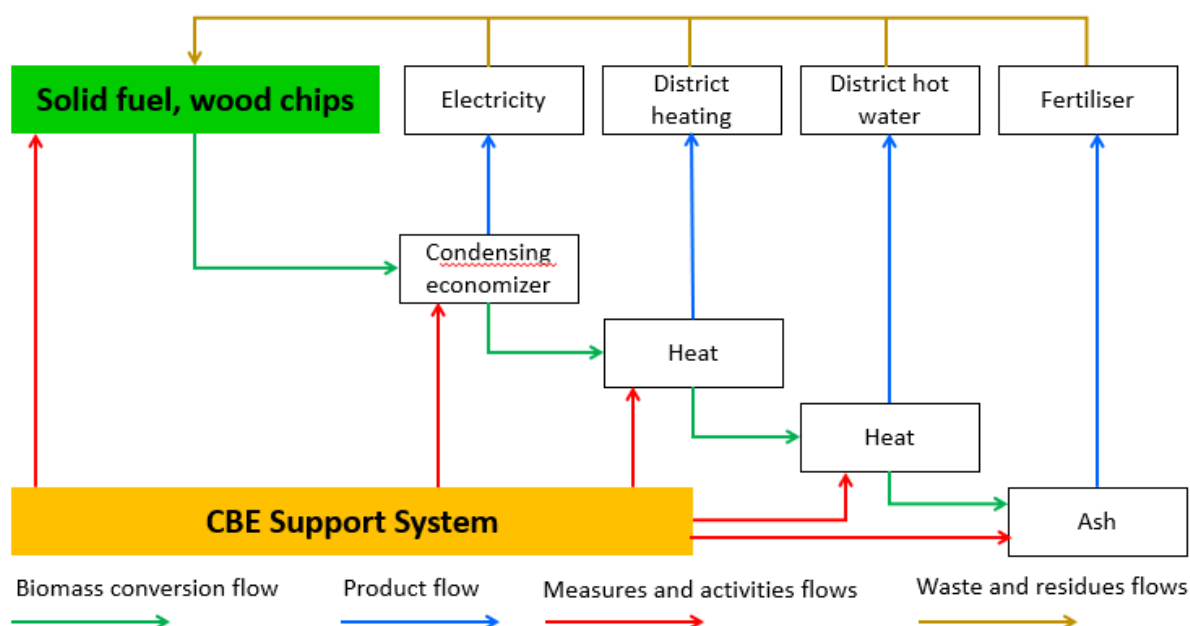 Solid fuel, wood chips
Electricity
District
heating
District hot
water
Fertiliser
Condensing
economizer
Heat
Heat
CBE Support System
Ash
Biomass conversion flow
Product flow
Measures and activities flows
Waste and residues flows